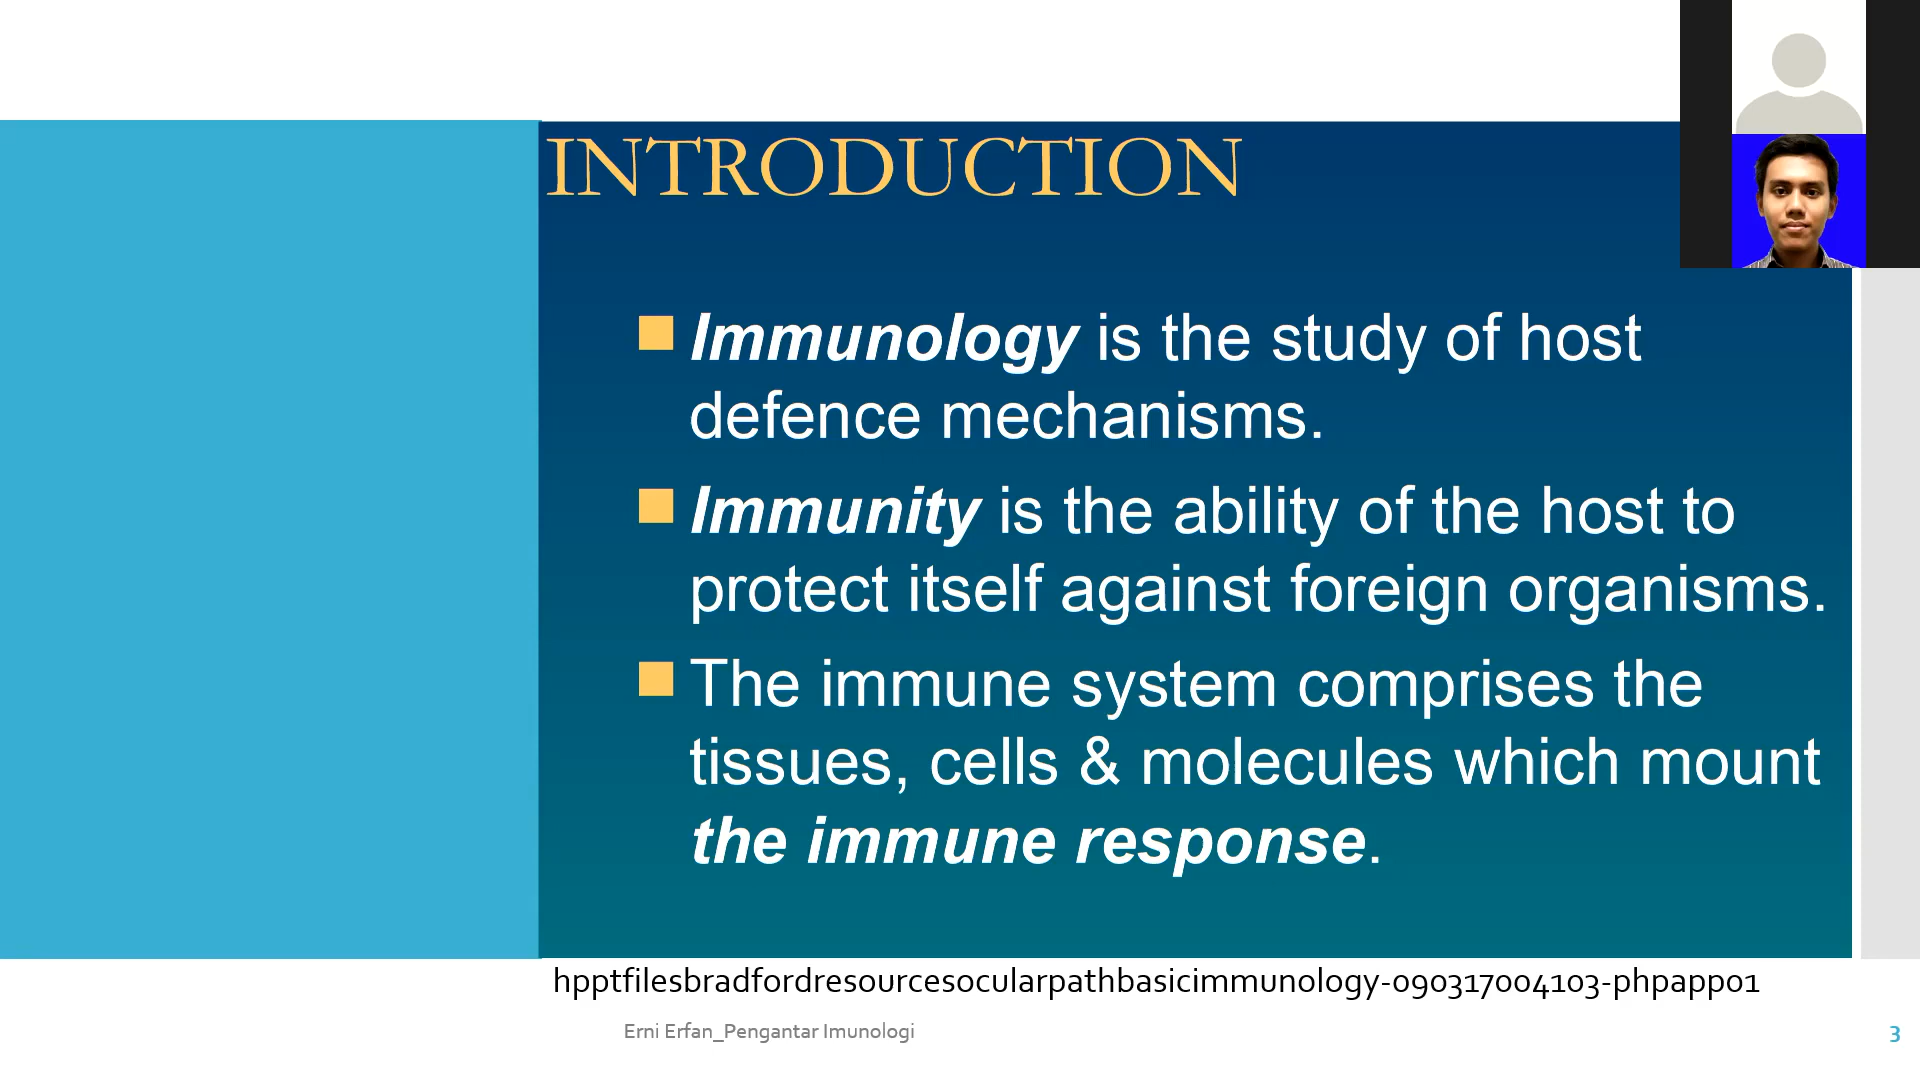 INTRODUCTION
Immunology is the study of host
defence mechanisms.
Immunity is the ability of the host to
protect itself against foreign organisms.
The immune system comprises the
tissues, cells & molecules which mount
the immune response.
hpptfilesbradfordresourcesocularpathbasicimmunology-090317004103-phpapp01
Erni Erfan_Pengantar Imunologi
3